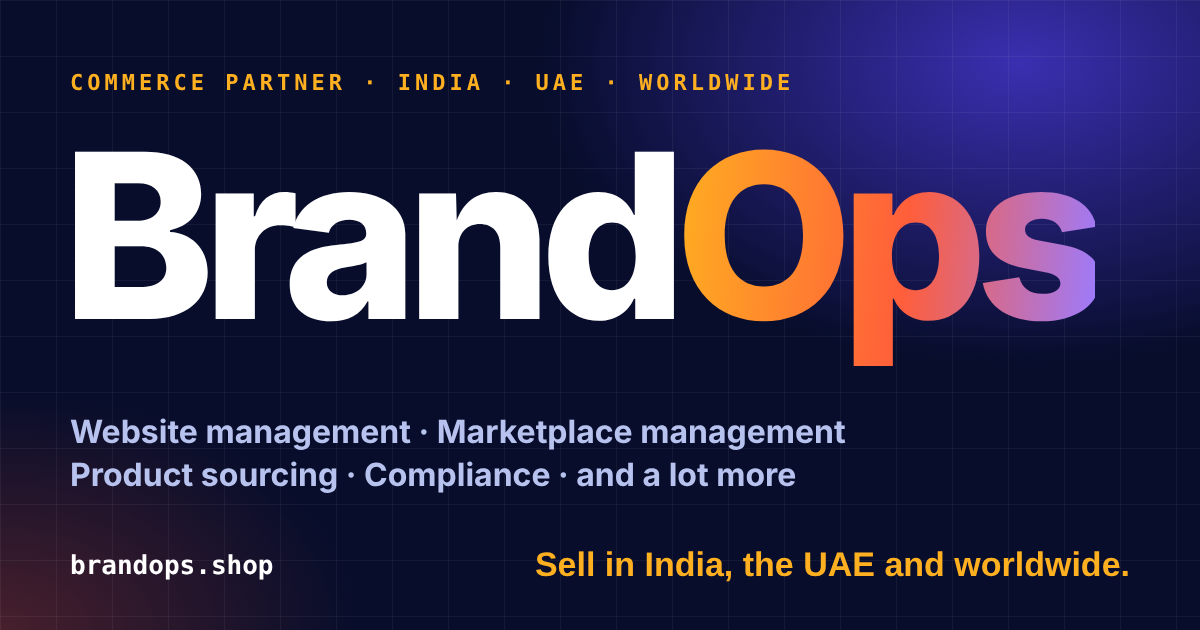 COMMERCE PARTNER · INDIA · UAE · WORLDWIDE
BrandOps
Website management · Marketplace management
Product sourcing · Compliance · and a lot more
brandops.shop
Sell in India, the UAE and worldwide.